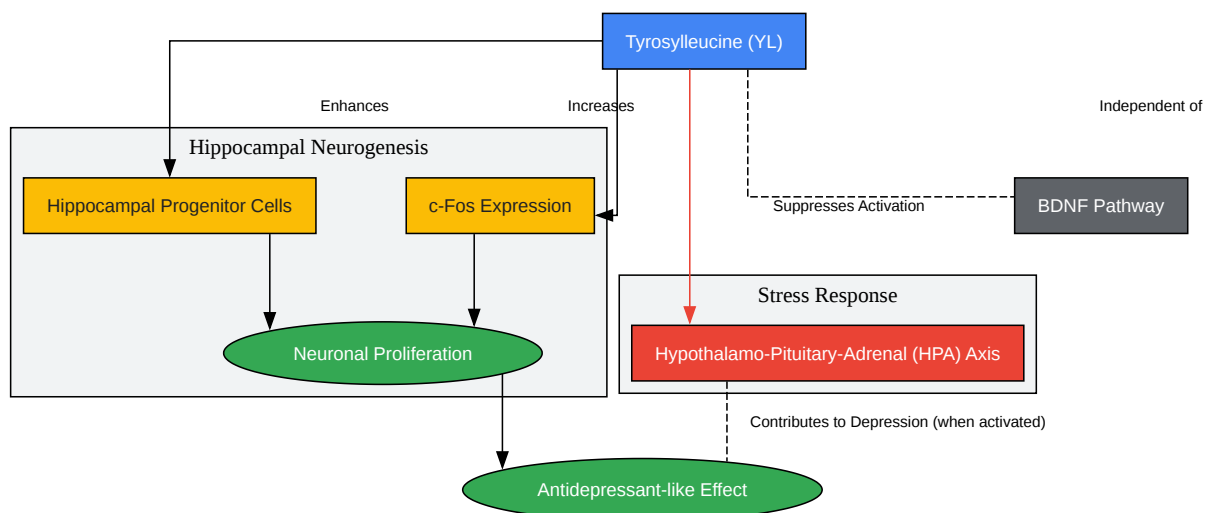 Tyrosylleucine (YL)
Enhances
Increases
Independent of
Hippocampal Neurogenesis
Hippocampal Progenitor Cells
c-Fos Expression
Suppresses Activation
BDNF Pathway
Stress Response
Neuronal Proliferation
Hypothalamo-Pituitary-Adrenal (HPA) Axis
Contributes to Depression (when activated)
Antidepressant-like Effect